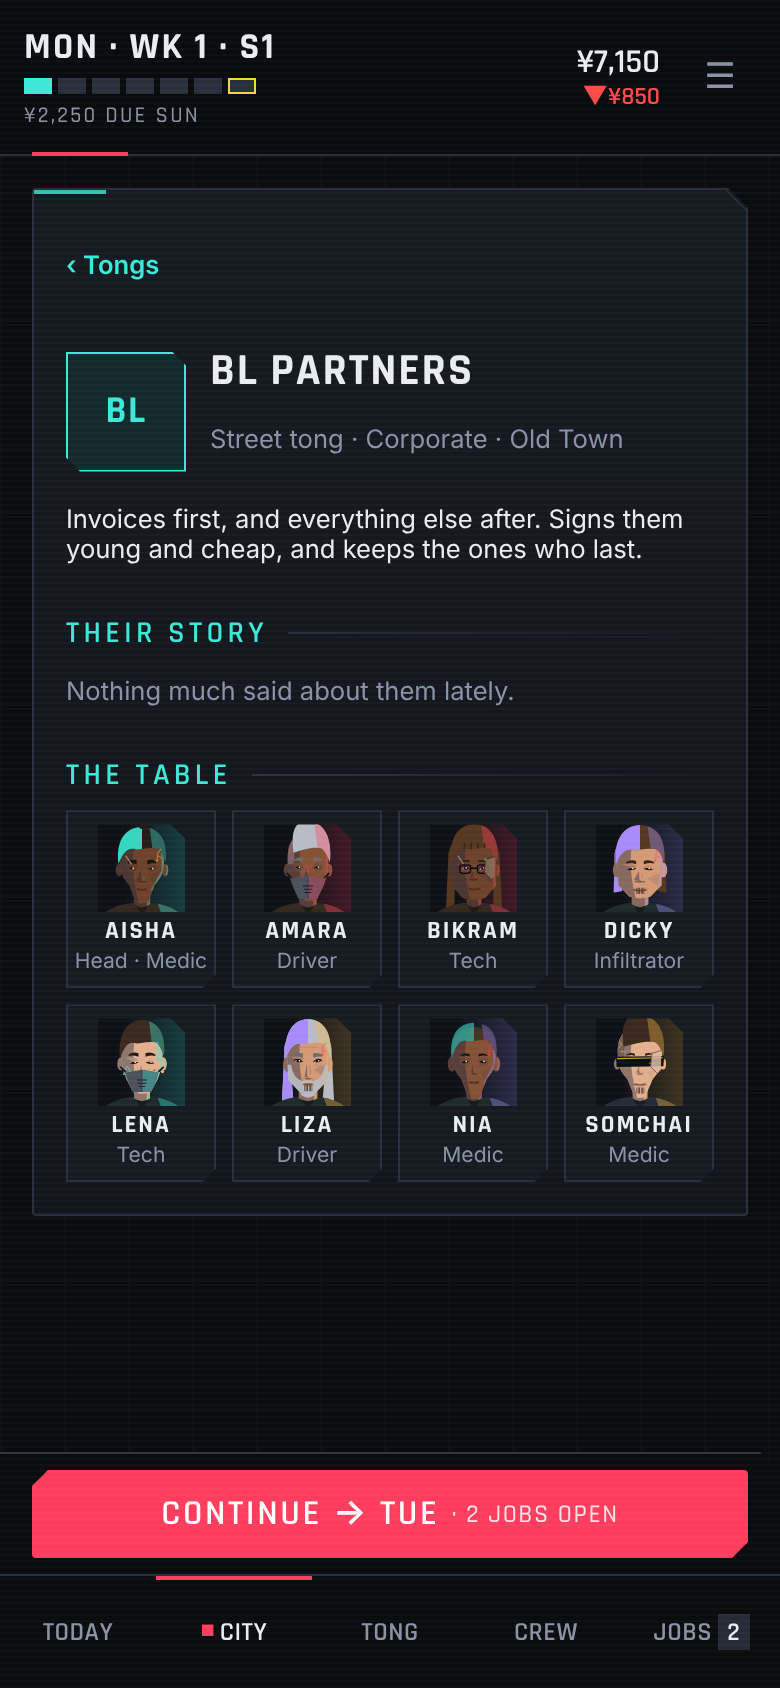 MON · WK 1 · S1
¥2,250 DUE SUN
¥7,150
▼¥850
☰
‹ Tongs
BL
BL PARTNERS
Street tong · Corporate · Old Town
Invoices first, and everything else after. Signs them
young and cheap, and keeps the ones who last.
THEIR STORY
Nothing much said about them lately.
THE TABLE
AISHA
Head · Medic
AMARA
Driver
BIKRAM
Tech
DICKY
Infiltrator
LENA
Tech
LIZA
Driver
NIA
Medic
SOMCHAI
Medic
CONTINUE → TUE · 2 JOBS OPEN
TODAY
CITY
TONG
CREW
JOBS 2